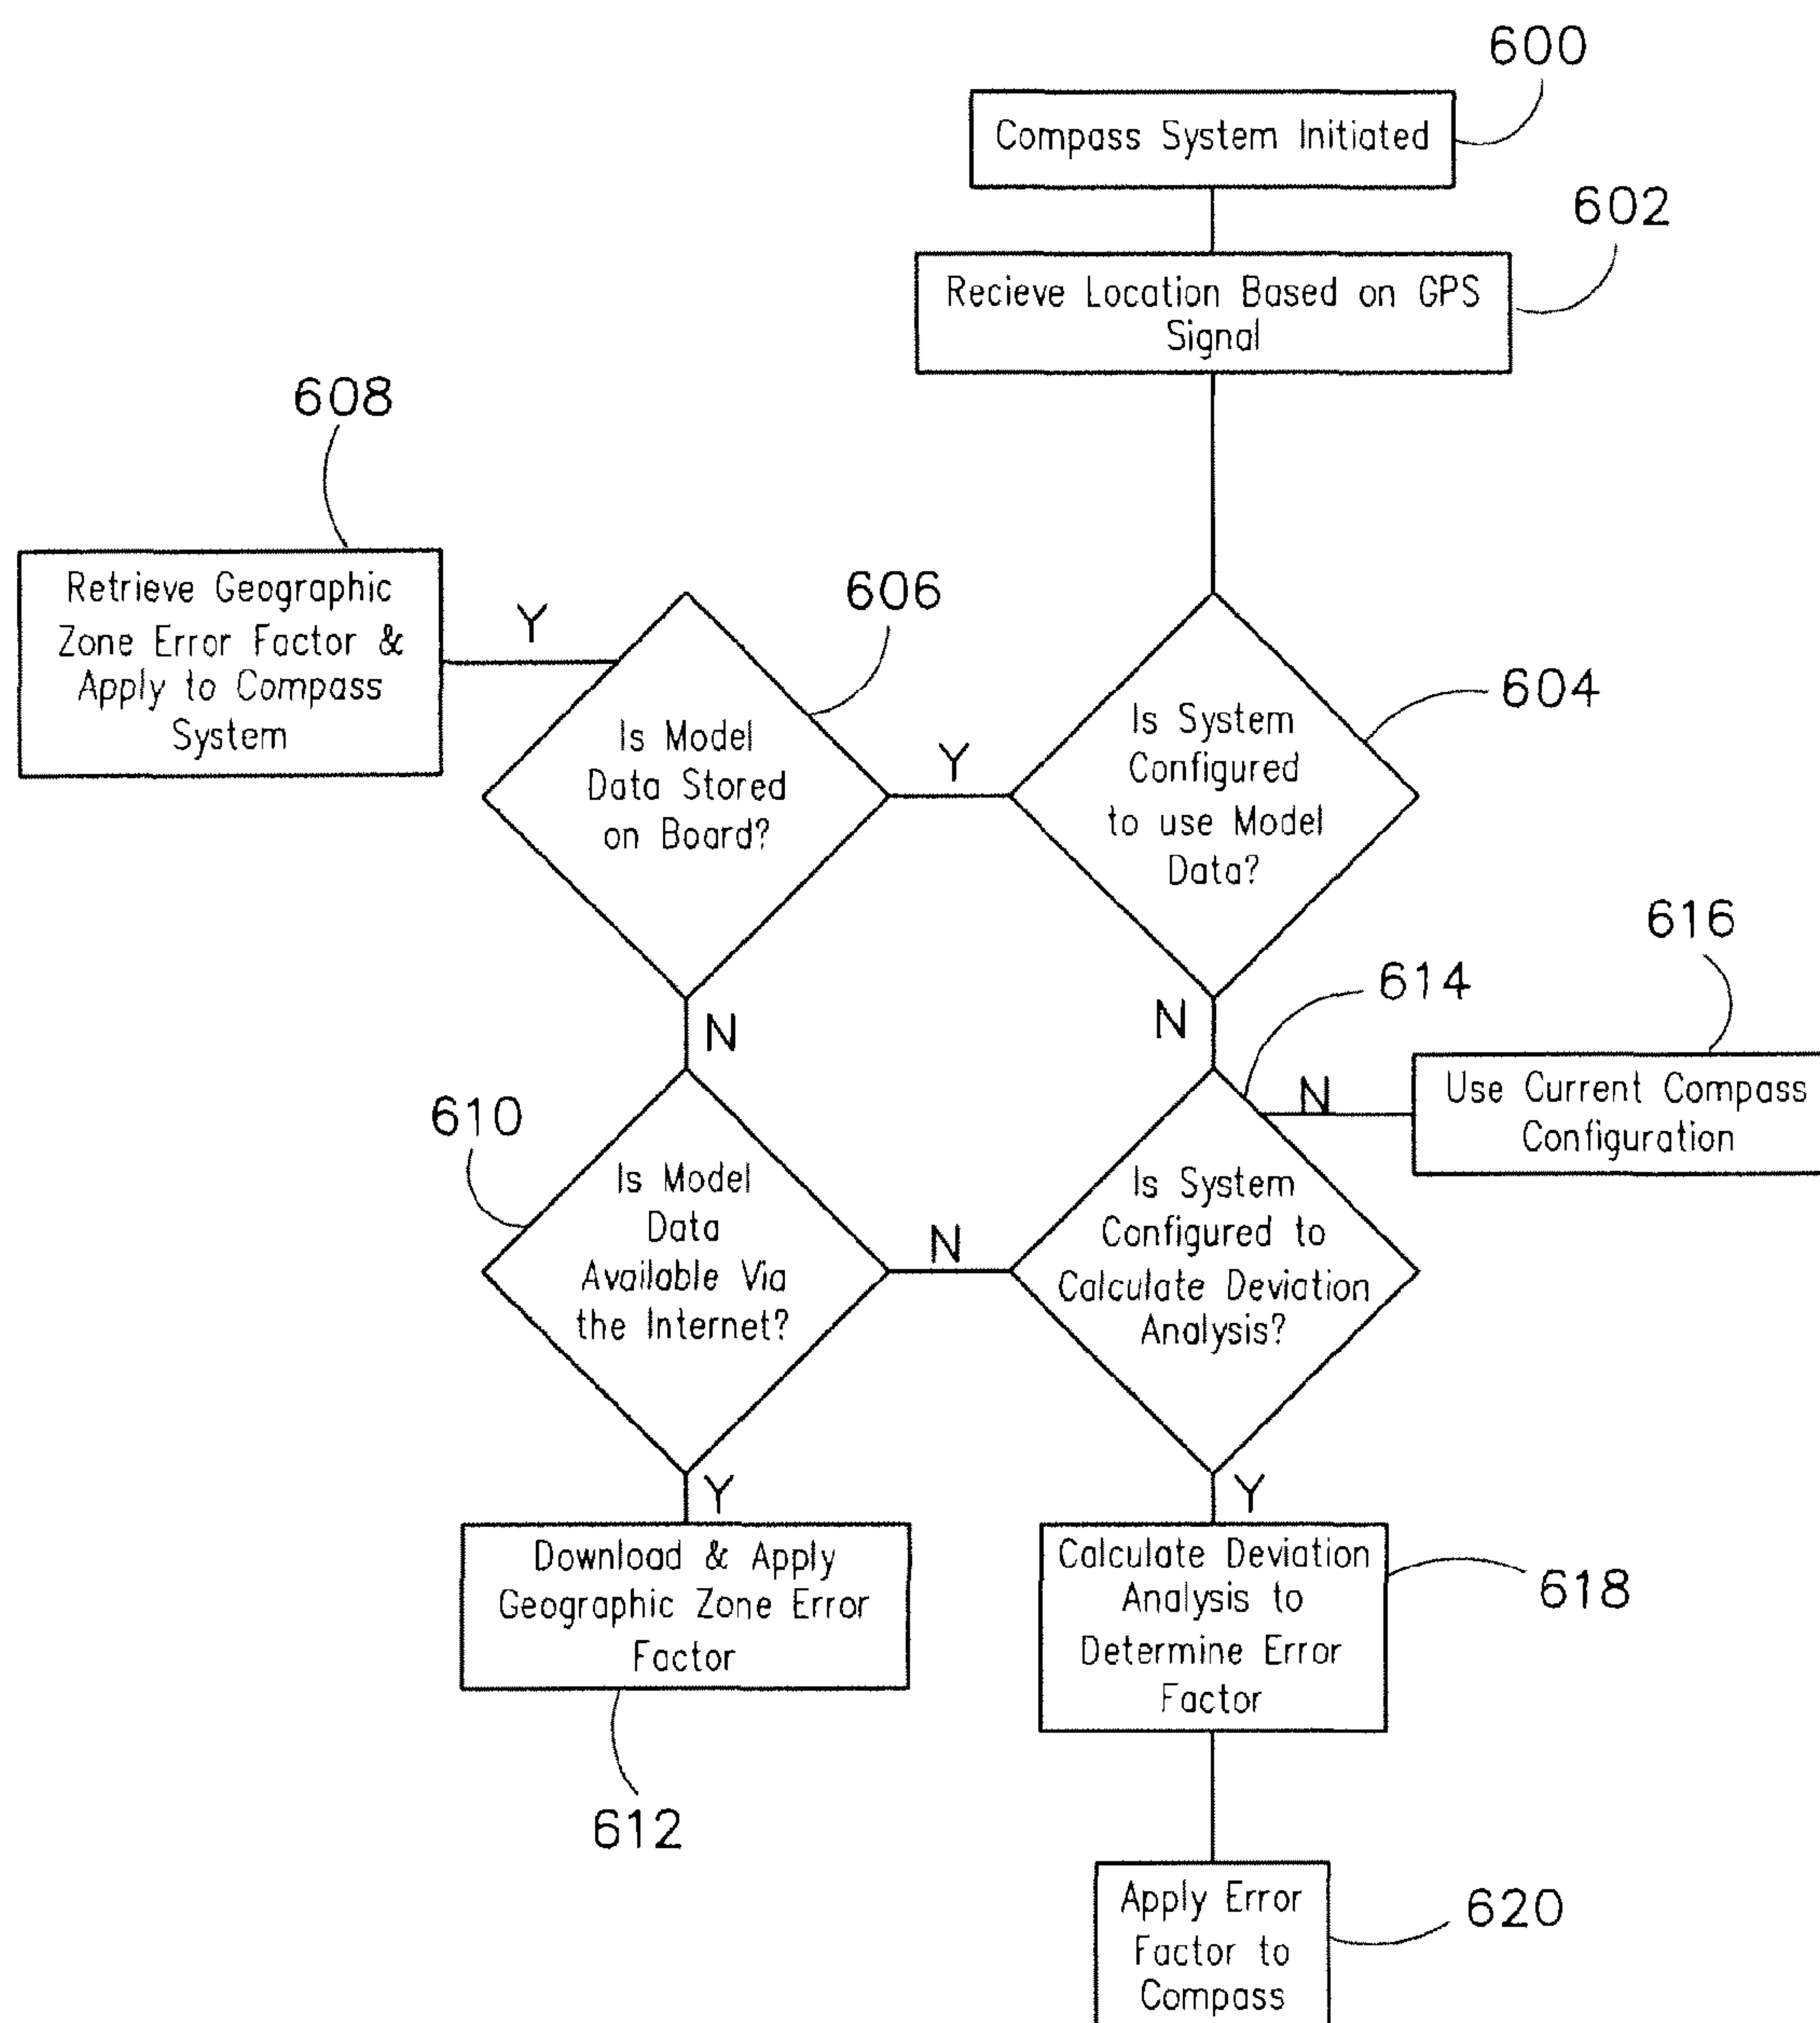 600
Compass System Initiated
602
Recieve Location Based on GPS
Signal
608
Retrieve Geographic
Zone Error Factor &
Apply to Compass
System
Y
606
Is Model
Data Stored
on Board?
Y
604
Is System
Configured
to use Model
Data?
N
N
614
616
Use Current Compass
Configuration
N
610
Is Model
Data
Available Via
the Internet?
N
Is System
Configured to
Calculate Deviation
Analysis?
Y
Y
Download & Apply
Geographic Zone Error
Factor
612
Calculate Deviation
Analysis to
Determine Error
Factor
618
Apply Error
Factor to
Compass
620